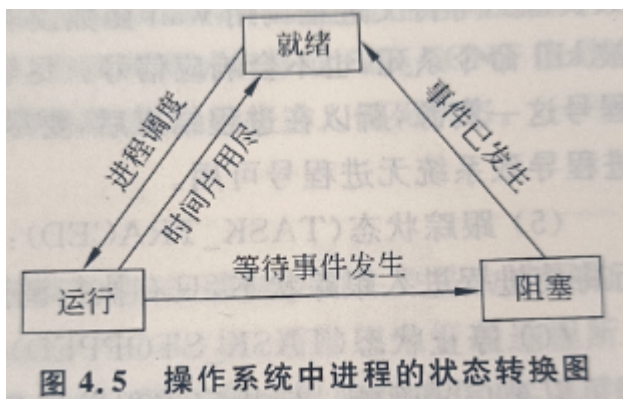 就绪
进程调度
时间片用尽
事件已发生
等待事件发生
运行
阻塞
图 4.5 操作系统中进程的状态转换图